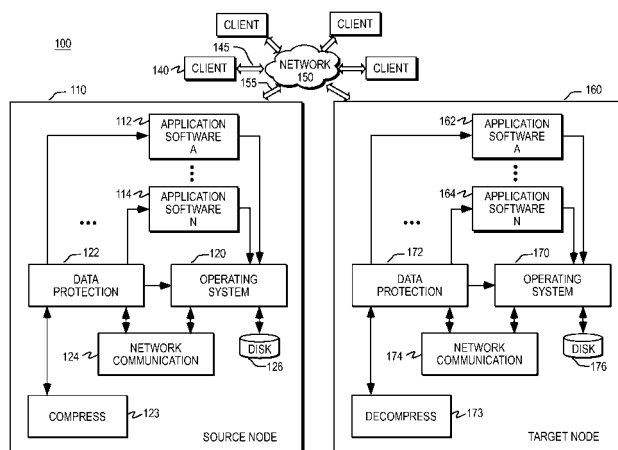 CLIENT
CLIENT
100
145
140
CLIENT
NETWORK
150
CLIENT
155
110
160
112
APPLICATION
SOFTWARE
A
162
APPLICATION
SOFTWARE
A
114
APPLICATION
SOFTWARE
N
164
APPLICATION
SOFTWARE
N
122
120
172
170
DATA
PROTECTION
OPERATING
SYSTEM
DATA
PROTECTION
OPERATING
SYSTEM
124
NETWORK
COMMUNICATION
DISK
126
174
NETWORK
COMMUNICATION
DISK
176
COMPRESS
123
DECOMPRESS
173
SOURCE NODE
TARGET NODE